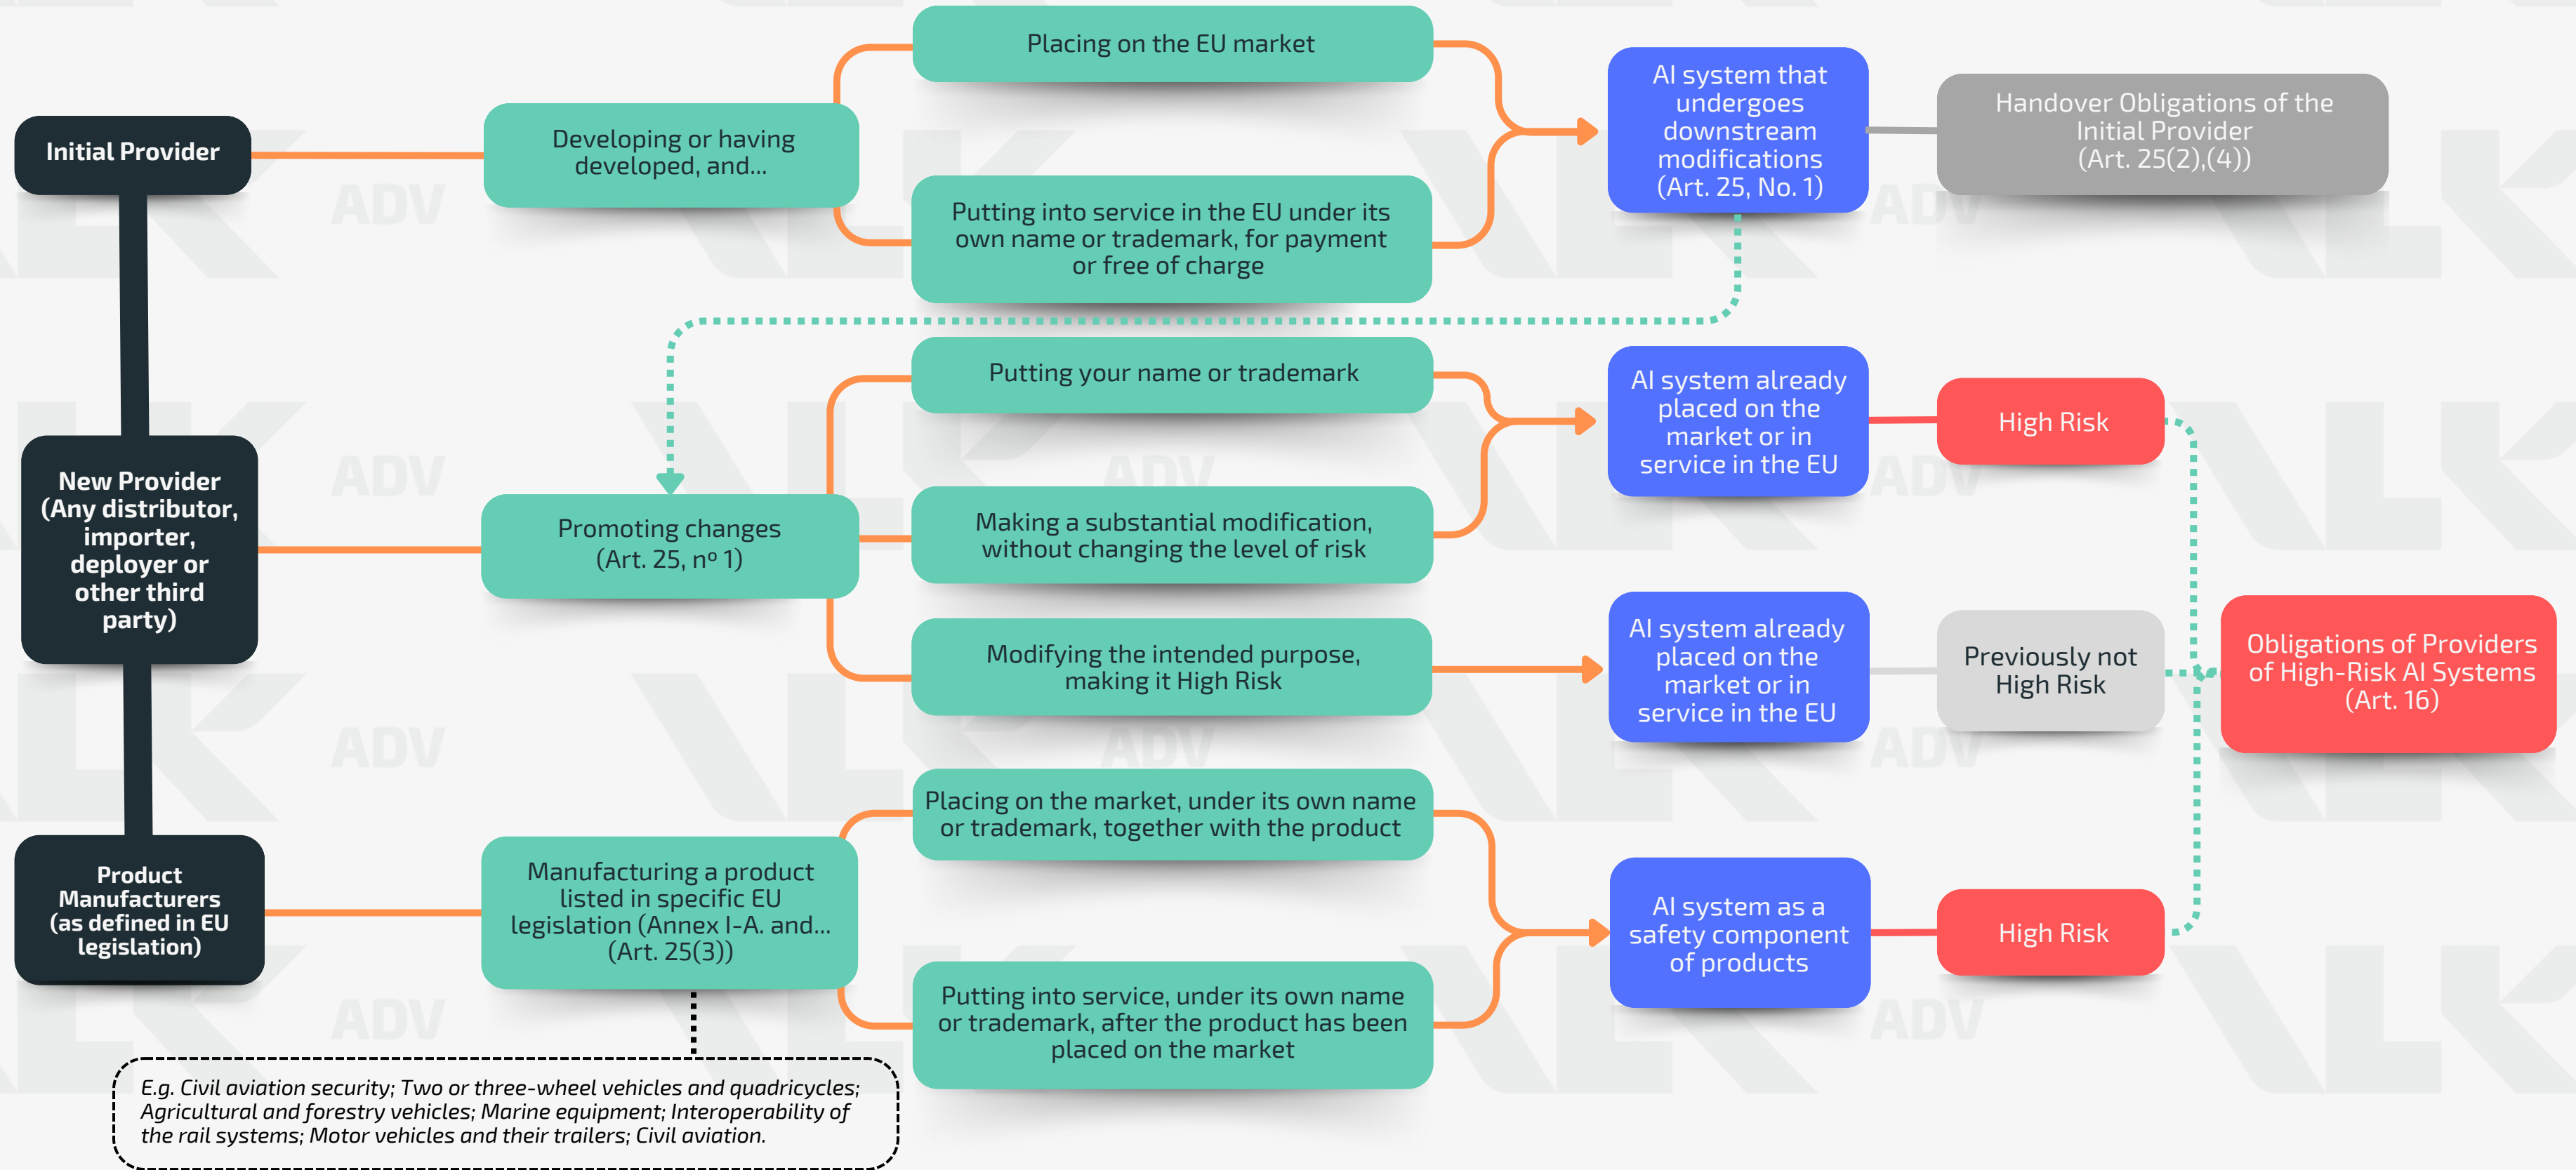 Initial Provider
Developing or having
developed, and...
Placing on the EU market
Putting into service in the EU under its
own name or trademark, for payment
or free of charge
AI system that
undergoes
downstream
modifications
(Art. 25, No. 1)
Handover Obligations of the
Initial Provider
(Art. 25(2),(4))
New Provider
(Any distributor,
importer,
deployer or
other third
party)
Promoting changes
(Art. 25, nº 1)
Putting your name or trademark
Making a substantial modification,
without changing the level of risk
Modifying the intended purpose,
making it High Risk
AI system already
placed on the
market or in
service in the EU
High Risk
AI system already
placed on the
market or in
service in the EU
Previously not
High Risk
Obligations of Providers
of High-Risk AI Systems
(Art. 16)
Product
Manufacturers
(as defined in EU
legislation)
Manufacturing a product
listed in specific EU
legislation (Annex I-A. and...
(Art. 25(3))
Placing on the market, under its own name
or trademark, together with the product
Putting into service, under its own name
or trademark, after the product has been
placed on the market
AI system as a
safety component
of products
High Risk
E.g. Civil aviation security; Two or three-wheel vehicles and quadricycles;
Agricultural and forestry vehicles; Marine equipment; Interoperability of
the rail systems; Motor vehicles and their trailers; Civil aviation.
ADV
ADV
ADV
ADV
ADV
ADV
ADV
ADV
ADV
ADV